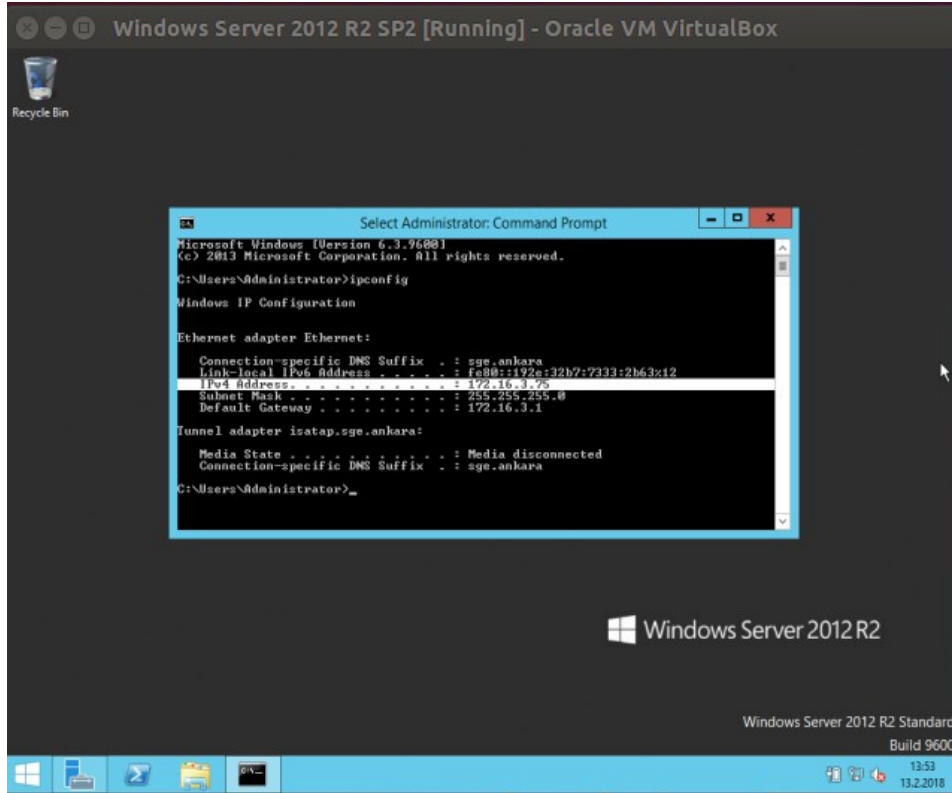 Windows Server 2012 R2 SP2 [Running] - Oracle VM VirtualBox
Recycle Bin
Select Administrator: Command Prompt
Microsoft Windows [Version 6.3.9600]
(c) 2013 Microsoft Corporation. All rights reserved.
C:\Users\Administrator>ipconfig
Windows IP Configuration
Ethernet adapter Ethernet:
Connection-specific DNS Suffix . : sge.ankara
Link-local IPv6 Address . . . . . : fe80::192e:32b7:7333:2b63%12
IPv4 Address. . . . . . . . . . . : 172.16.3.75
Subnet Mask . . . . . . . . . . . : 255.255.255.0
Default Gateway . . . . . . . . . : 172.16.3.1
Tunnel adapter isatap.sge.ankara:
Media State . . . . . . . . . . . : Media disconnected
Connection-specific DNS Suffix . : sge.ankara
C:\Users\Administrator>_
Windows Server 2012 R2
Windows Server 2012 R2 Standard
Build 9600
13:53
13.2.2018